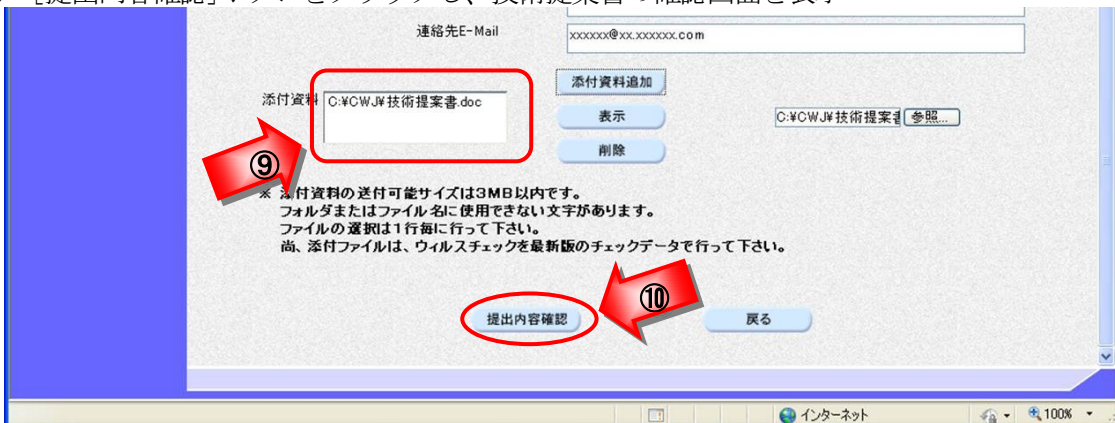 [提出内容確認]
連絡先E-Mail
xxxxxx@xx.xxxxxx.com
添付資料追加
添付資料
C:¥CWJ¥技術提案書.doc
表示
C:¥CWJ¥技術提案書
参照...
削除
⑨
※ 添付資料の送付可能サイズは3MB以内です。
フォルダまたはファイル名に使用できない文字があります。
ファイルの選択は1行毎に行って下さい。
尚、添付ファイルは、ウィルスチェックを最新版のチェックデータで行って下さい。
⑩
提出内容確認
戻る
インターネット
100%